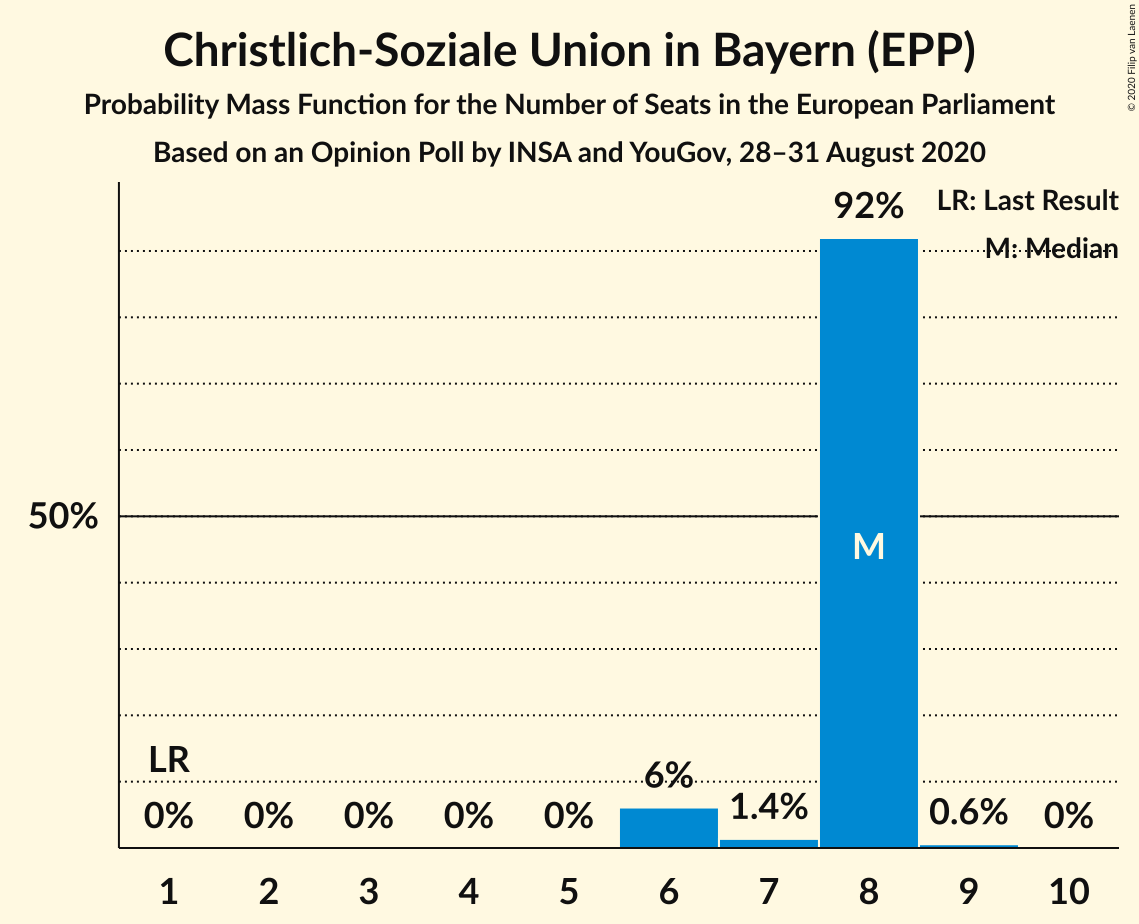 Christlich-Soziale Union in Bayern (EPP)
Probability Mass Function for the Number of Seats in the European Parliament
Based on an Opinion Poll by INSA and YouGov, 28–31 August 2020
© 2020 Filip van Laenen
LR: Last Result
M: Median
92%
50%
M
LR
0% 0% 0% 0% 0% 6% 1.4% 0.6% 0%
1 2 3 4 5 6 7 8 9 10